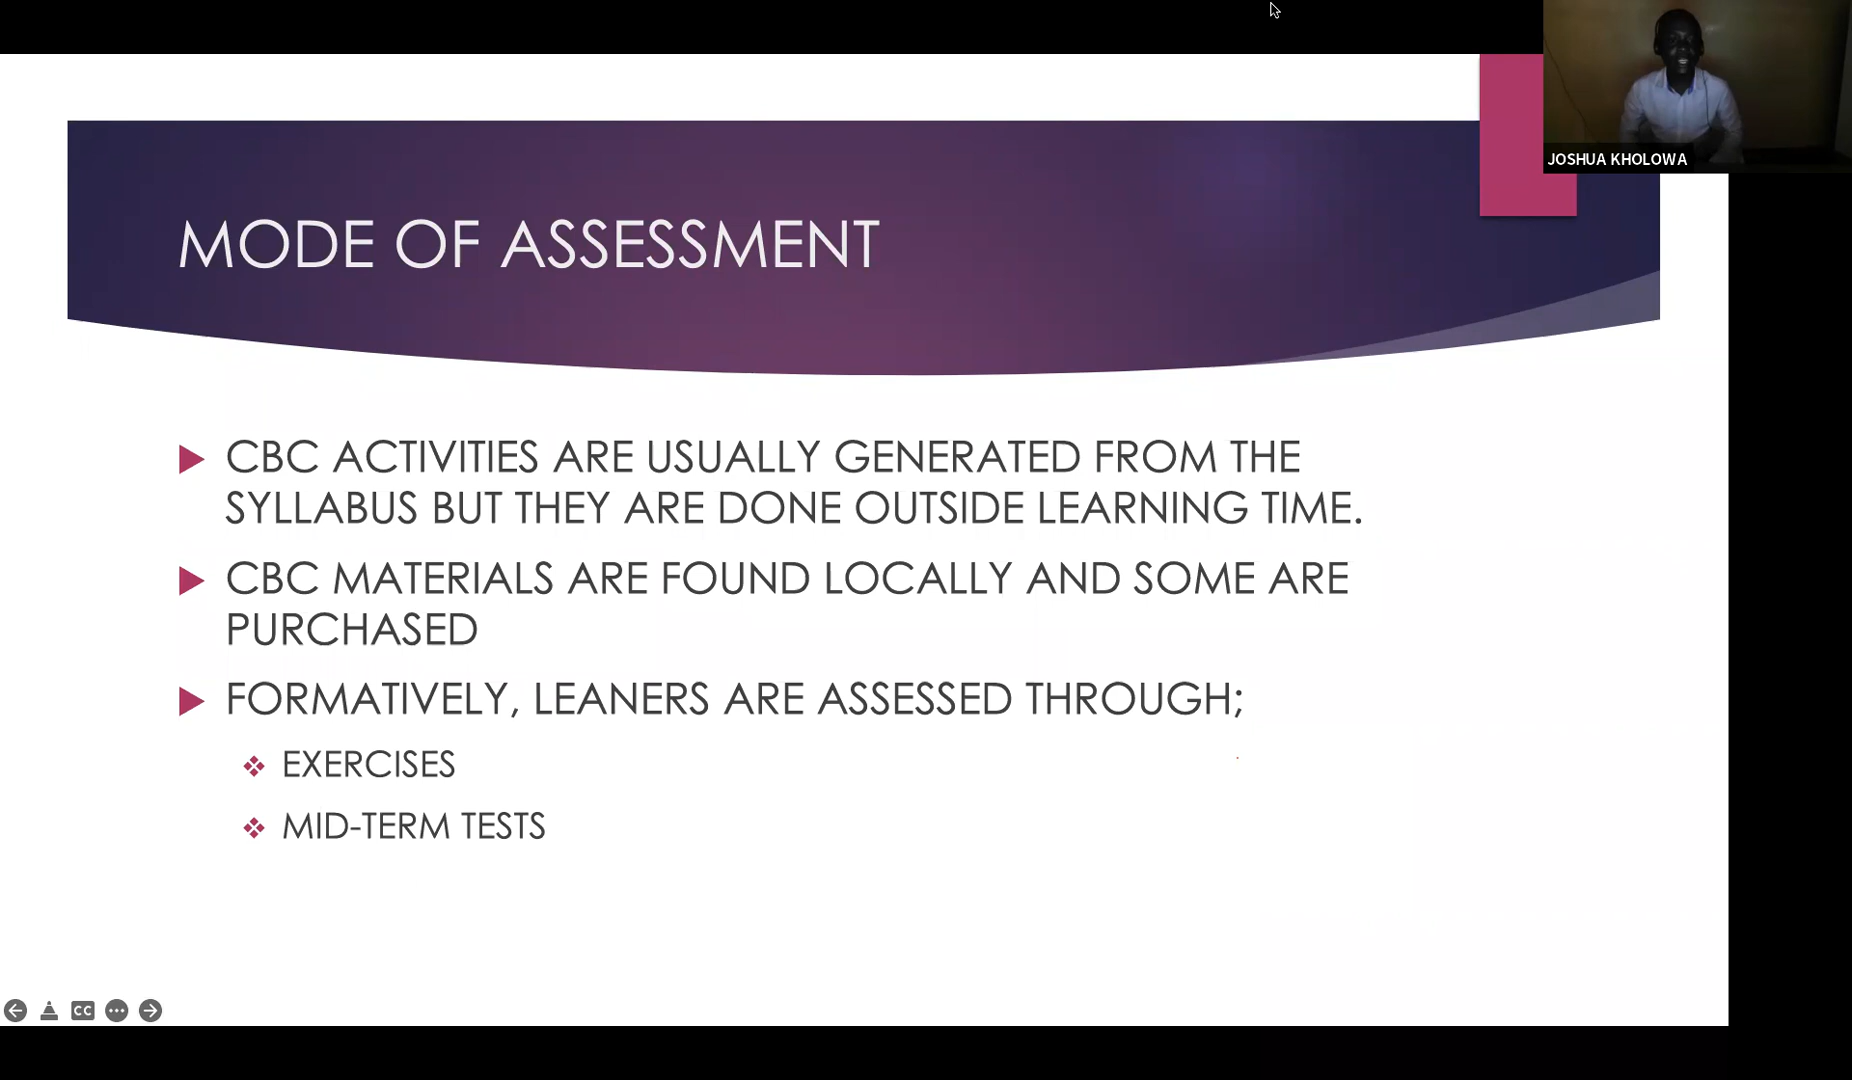 JOSHUA KHOLOWA
MODE OF ASSESSMENT
CBC ACTIVITIES ARE USUALLY GENERATED FROM THE
SYLLABUS BUT THEY ARE DONE OUTSIDE LEARNING TIME.
CBC MATERIALS ARE FOUND LOCALLY AND SOME ARE
PURCHASED
FORMATIVELY, LEANERS ARE ASSESSED THROUGH;
EXERCISES
MID-TERM TESTS
CC